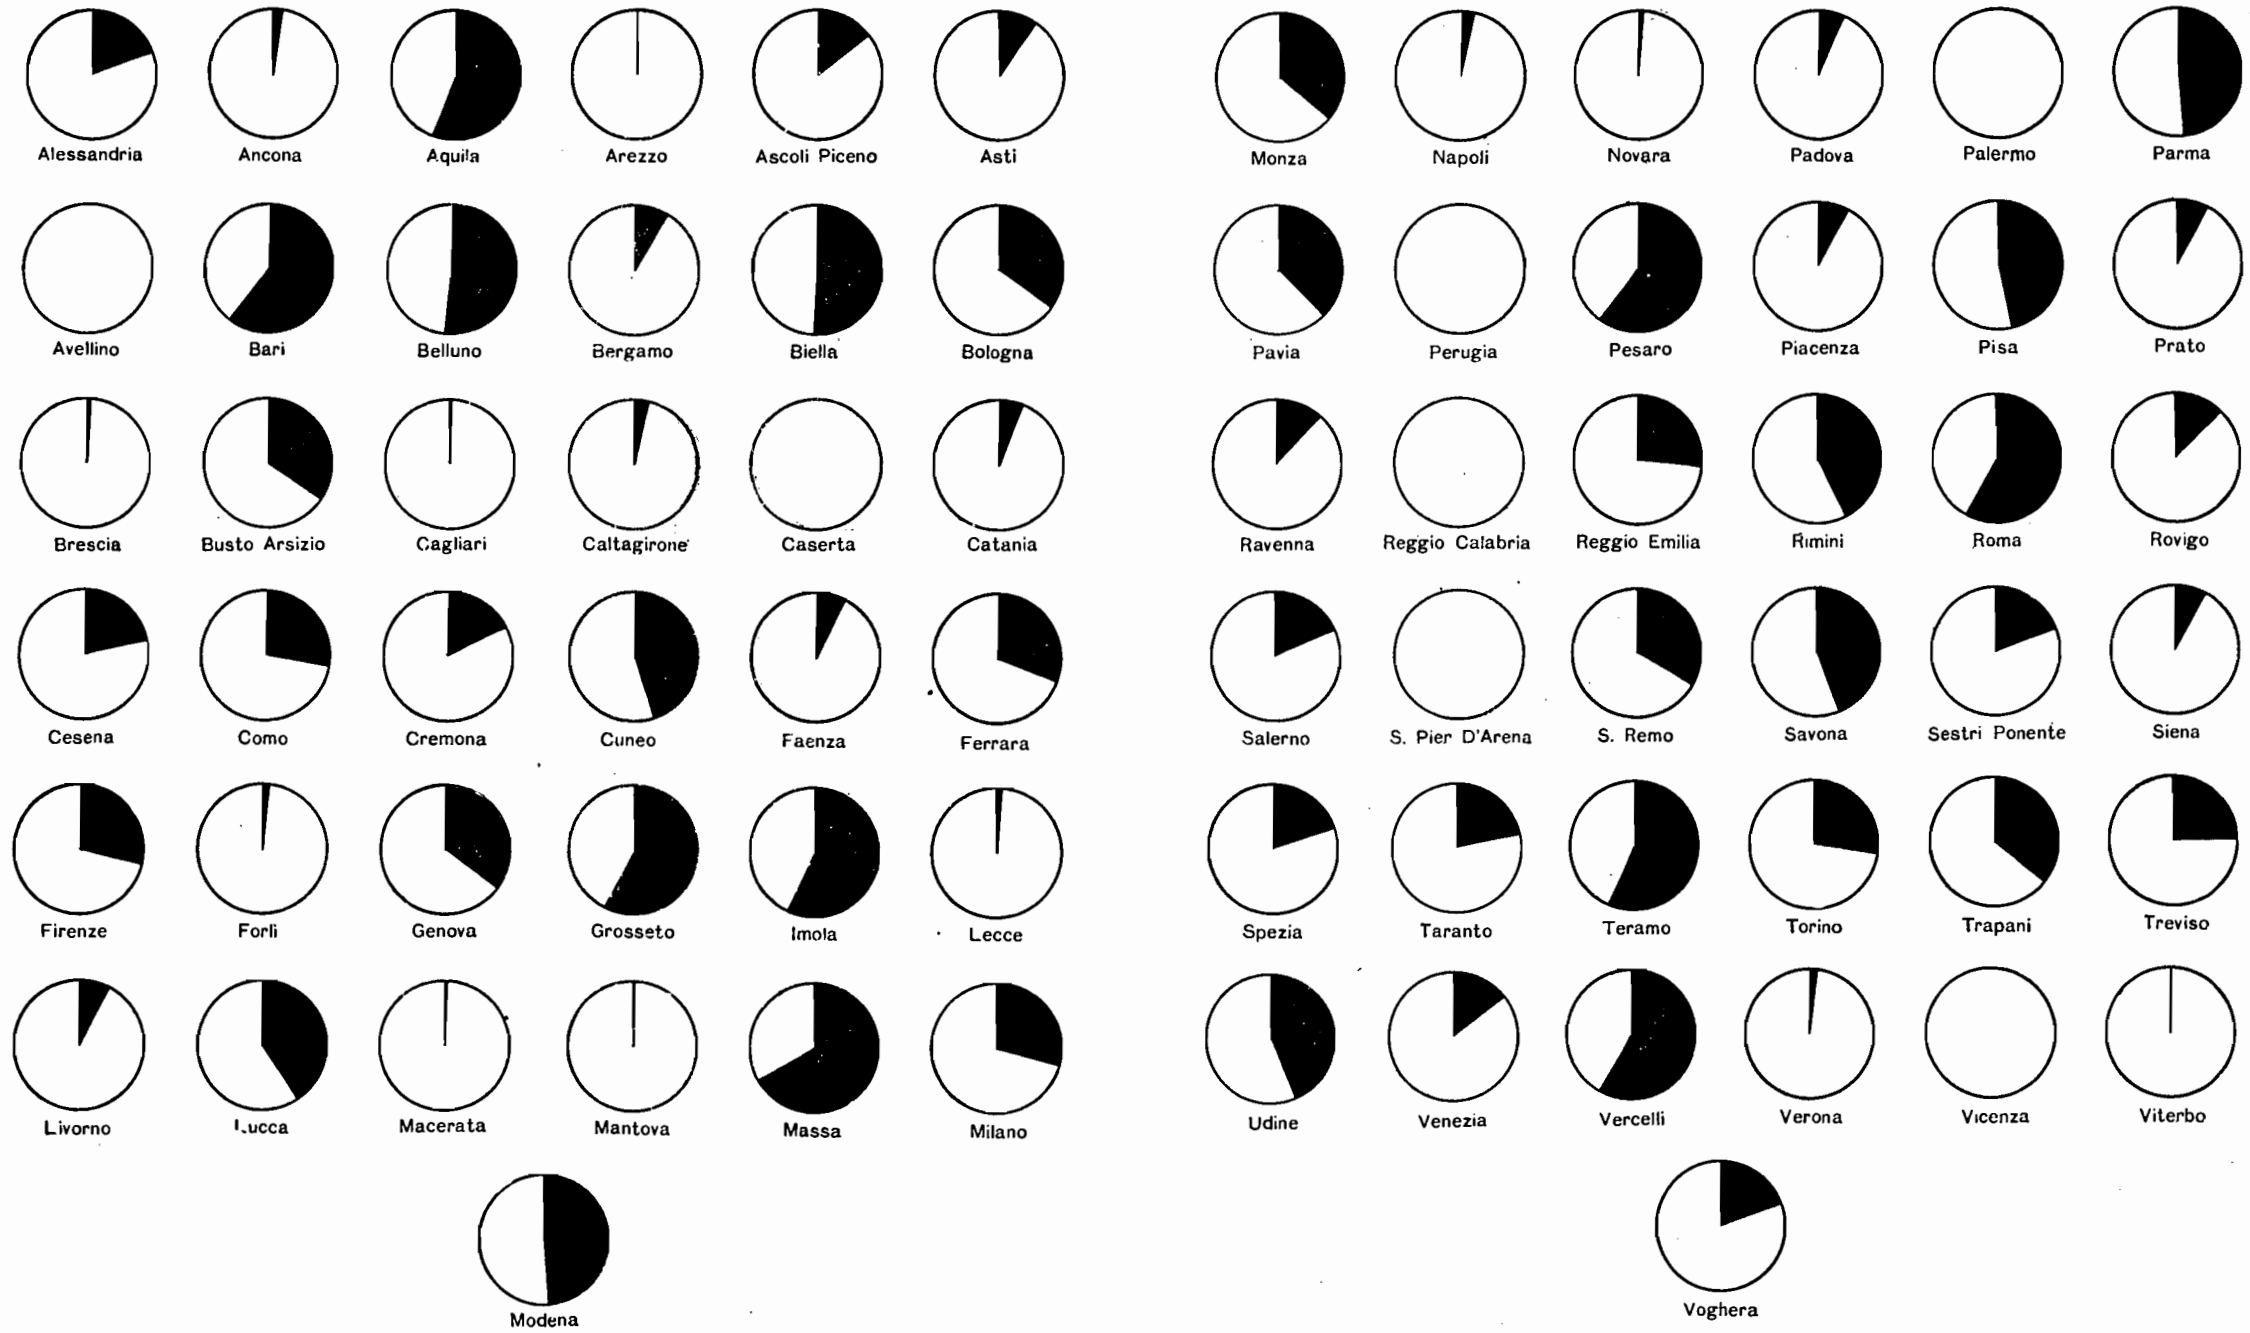 Alessandria Ancona Aquila Arezzo Ascoli Piceno Asti
Avellino Bari Belluno Bergamo Biella Bologna
Brescia Busto Arsizio Cagliari Caltagirone Caserta Catania
Cesena Como Cremona Cuneo Faenza Ferrara
Firenze Forlì Genova Grosseto Imola Lecce
Livorno Lucca Macerata Mantova Massa Milano
Modena
Monza Napoli Novara Padova Palermo Parma
Pavia Perugia Pesaro Piacenza Pisa Prato
Ravenna Reggio Calabria Reggio Emilia Rimini Roma Rovigo
Salerno S. Pier D'Arena S. Remo Savona Sestri Ponente Siena
Spezia Taranto Teramo Torino Trapani Treviso
Udine Venezia Vercelli Verona Vicenza Viterbo
Voghera